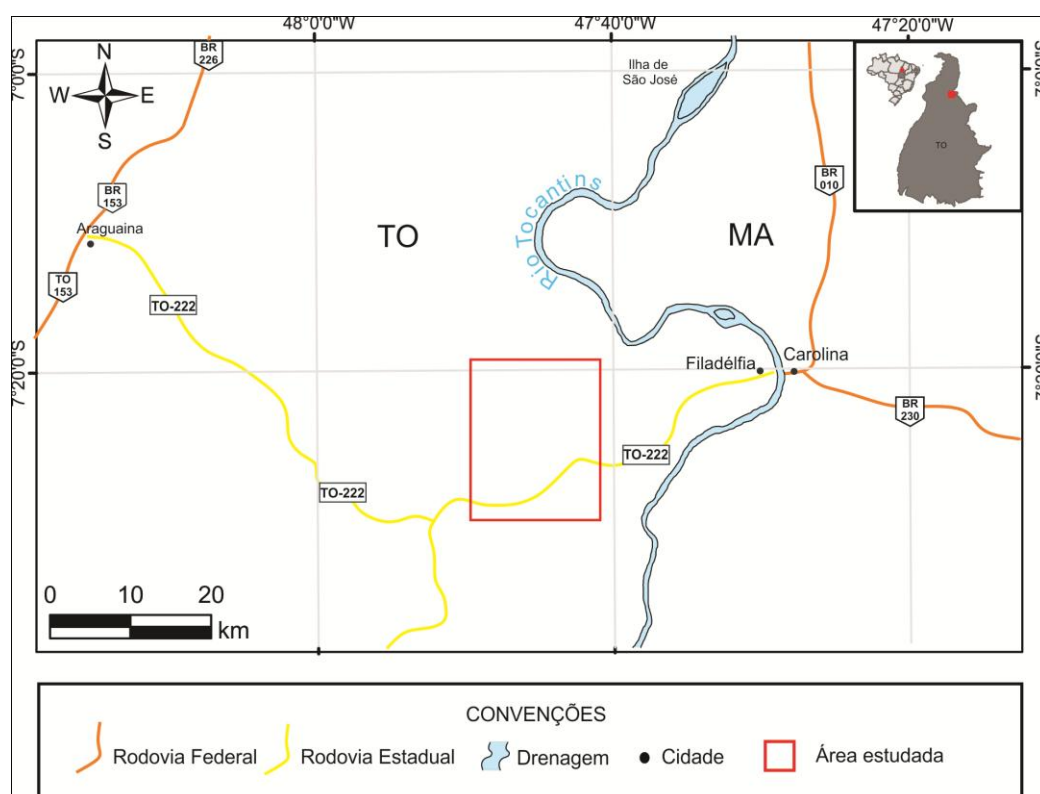 48°0'0"W
47°40'0"W
47°20'0"W
7°0'0"S
7°20'0"S
N
W E
S
BR
226
BR
153
Araguaina
TO
153
TO-222
TO-222
TO
Ilha de
São José
Rio Tocantins
MA
BR
010
TO
Filadélfia
Carolina
TO-222
BR
230
0 10 20
km
CONVENÇÕES
Rodovia Federal
Rodovia Estadual
Drenagem
Cidade
Área estudada